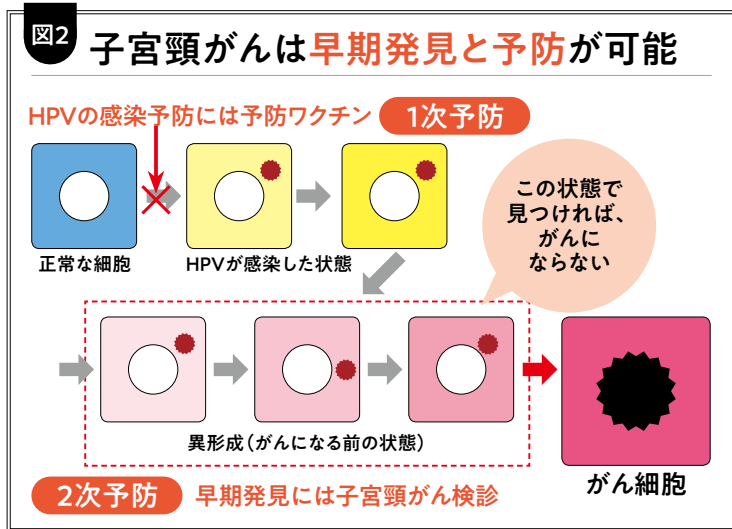 図2
子宮頸がんは早期発見と予防が可能
HPVの感染予防には予防ワクチン
1次予防
正常な細胞
HPVが感染した状態
この状態で
見つければ、
がんに
ならない
異形成（がんになる前の状態）
がん細胞
2次予防
早期発見には子宮頸がん検診